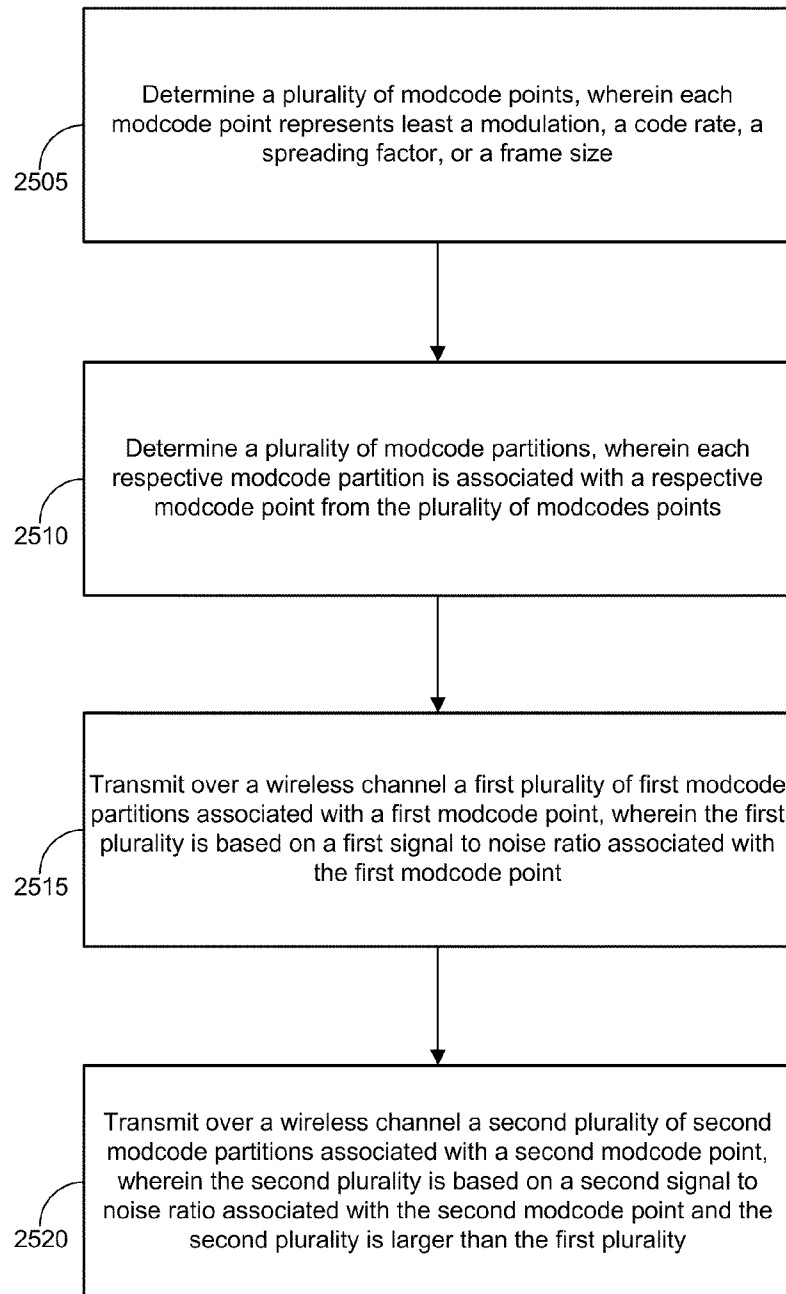 Determine a plurality of modcode points, wherein each
modcode point represents least a modulation, a code rate, a
spreading factor, or a frame size
2505
Determine a plurality of modcode partitions, wherein each
respective modcode partition is associated with a respective
modcode point from the plurality of modcodes points
2510
Transmit over a wireless channel a first plurality of first modcode
partitions associated with a first modcode point, wherein the first
plurality is based on a first signal to noise ratio associated with
the first modcode point
2515
Transmit over a wireless channel a second plurality of second
modcode partitions associated with a second modcode point,
wherein the second plurality is based on a second signal to
noise ratio associated with the second modcode point and the
second plurality is larger than the first plurality
2520